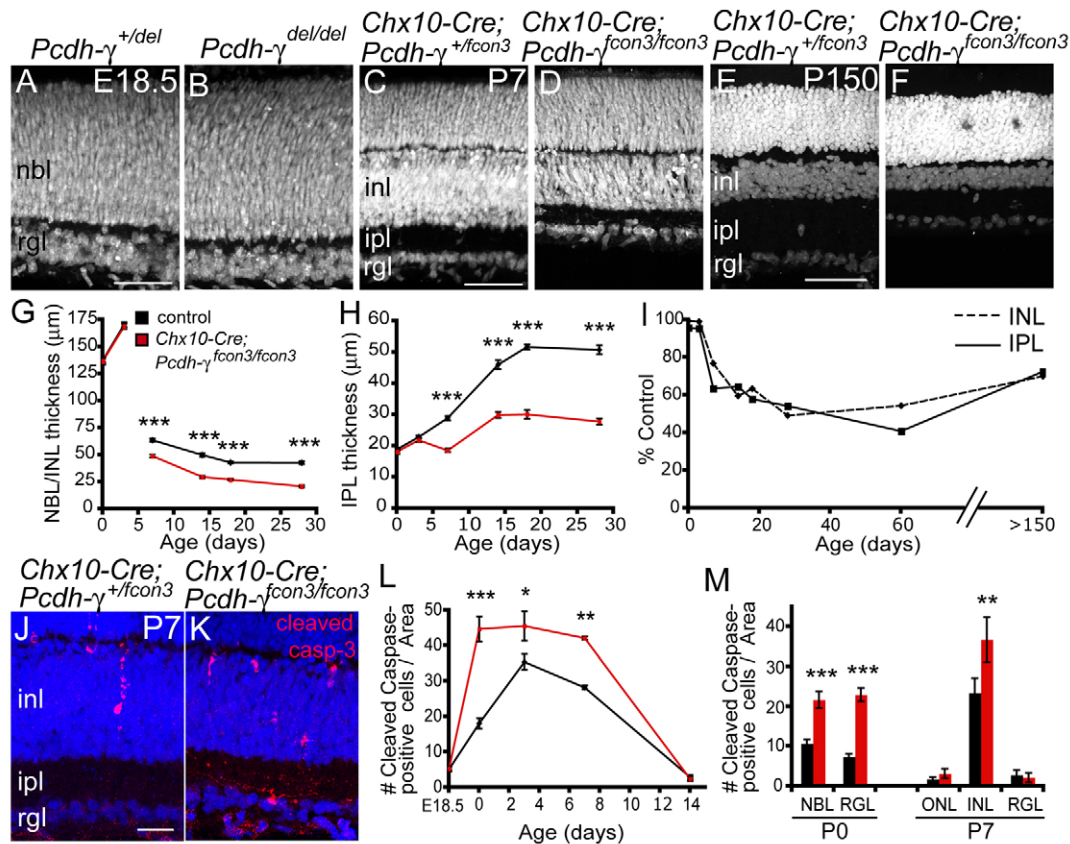 Pcdh-γ+/del
Pcdh-γdel/del
Chx10-Cre;
Pcdh-γ+/fcon3
Chx10-Cre;
Pcdh-γfcon3/fcon3
Chx10-Cre;
Pcdh-γ+/fcon3
Chx10-Cre;
Pcdh-γfcon3/fcon3
A E18.5
B
C P7
D
E P150
F
nbl
rgl
inl
ipl
rgl
inl
ipl
rgl
G
NBL/INL thickness (μm)
175
150
125
100
75
50
25
0
control
Chx10-Cre;
Pcdh-γfcon3/fcon3
*** *** *** ***
0 5 10 15 20 25 30
Age (days)
H
IPL thickness (μm)
60
50
40
30
20
10
0
*** *** *** ***
0 5 10 15 20 25 30
Age (days)
I
% Control
100
80
60
40
20
0
INL
IPL
0 20 40 60 >150
Age (days)
Chx10-Cre;
Pcdh-γ+/fcon3
Chx10-Cre;
Pcdh-γfcon3/fcon3
J P7
K cleaved
casp-3
inl
ipl
rgl
L
# Cleaved Caspase-
positive cells / Area
50
40
30
20
10
0
*** * **
E18.5 0 2 4 6 8 10 12 14
Age (days)
M
# Cleaved Caspase-
positive cells / Area
40
30
20
10
0
*** *** **
NBL RGL ONL INL RGL
P0 P7